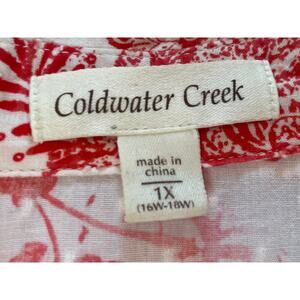 Coldwater Creek
made in
china
1X
(16W-18W)